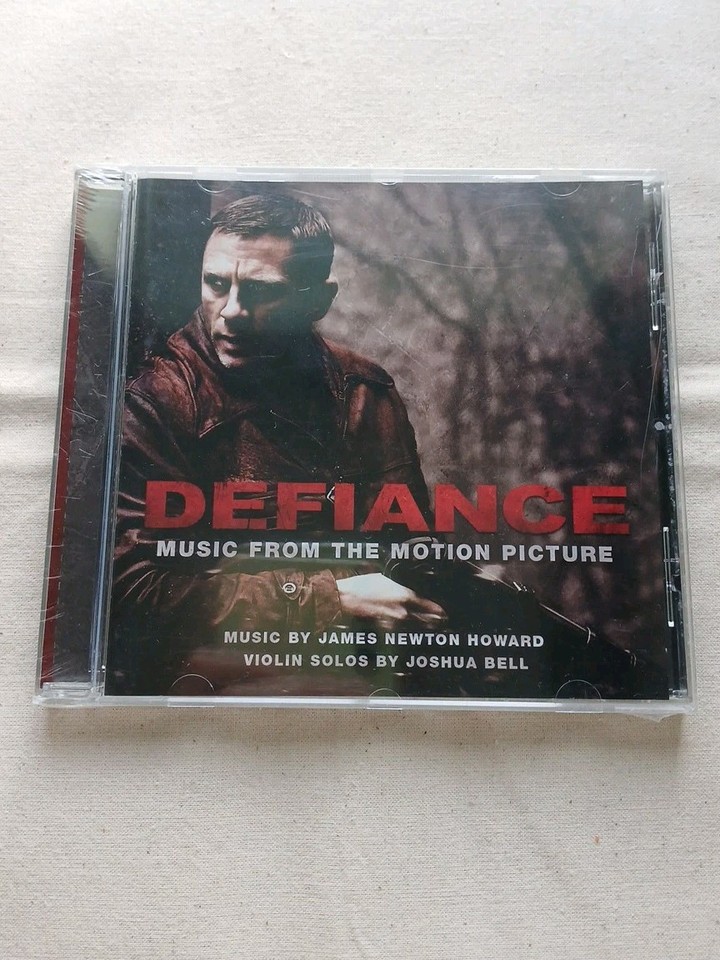 DEFIANCE
MUSIC FROM THE MOTION PICTURE
MUSIC BY JAMES NEWTON HOWARD
VIOLIN SOLOS BY JOSHUA BELL